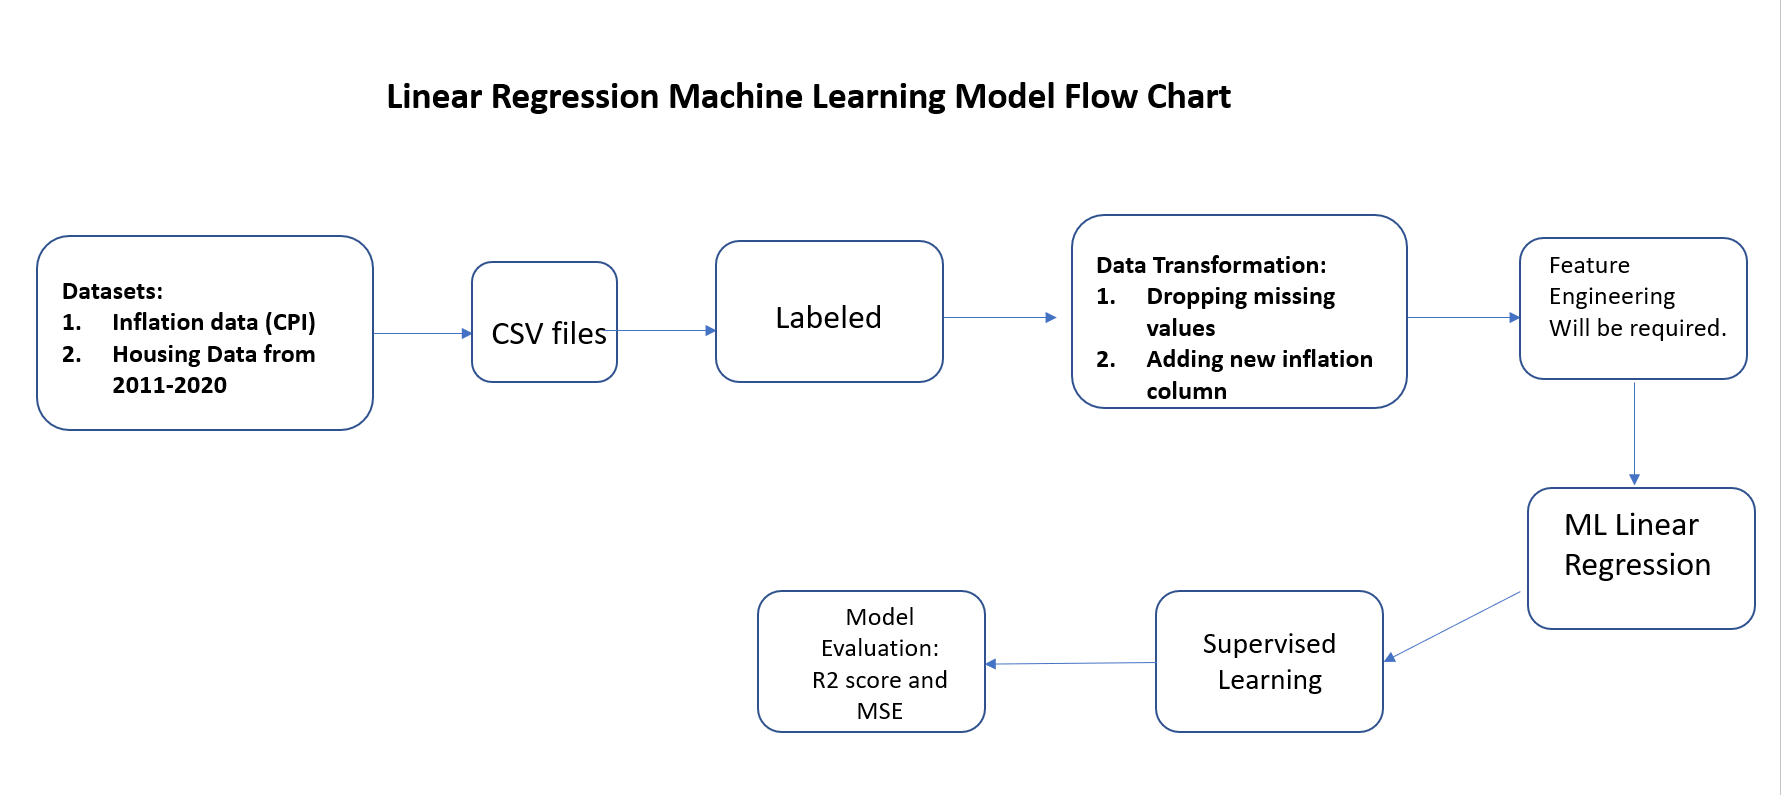 Linear Regression Machine Learning Model Flow Chart
Datasets:
1. Inflation data (CPI)
2. Housing Data from
2011-2020
CSV files
Labeled
Data Transformation:
1. Dropping missing
values
2. Adding new inflation
column
Feature
Engineering
Will be required.
ML Linear
Regression
Supervised
Learning
Model
Evaluation:
R2 score and
MSE